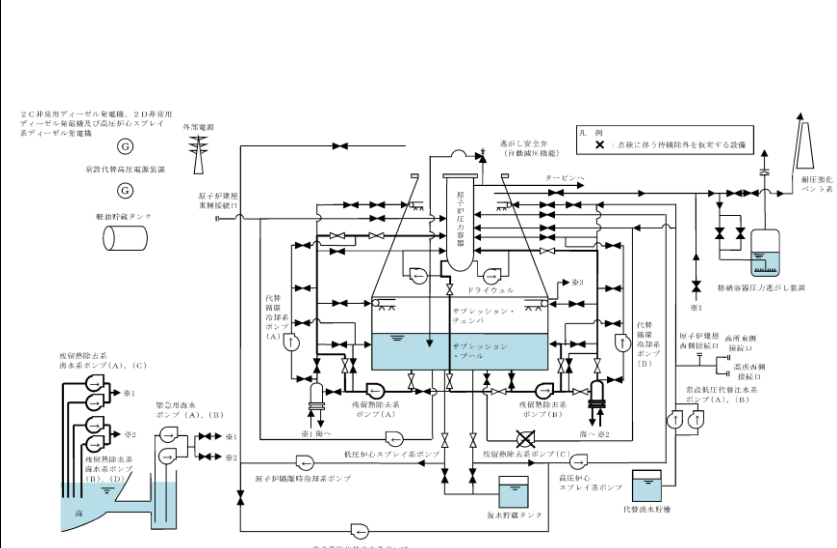 2C非常用ディーゼル発電機, 2D非常用
ディーゼル発電機及び高圧炉心スプレイ
系ディーゼル発電機
G
常設代替高圧電源装置
G
軽油貯蔵タンク
外部電源
原子炉建屋
東側接続口
逃がし安全弁
(自動減圧機能)
凡 例
：点検に伴う待機除外を仮定する設備
タービンへ
耐圧強化
ベント系
原子炉圧力容器
格納容器圧力逃がし装置
※3
ドライウェル
※3
サプレッション・
チェンバ
サプレッション
・プール
代替
循環
冷却系
ポンプ
(A)
代替
循環
冷却系
ポンプ
(B)
原子炉建屋
西側接続口
高所東側
接続口
高所西側
接続口
残留熱除去系
海水系ポンプ(A),(C)
※1
※2
残留熱除去系
海水系ポンプ
(B),(D)
海
緊急用海水
ポンプ(A),(B)
※1
※2
残留熱除去系
ポンプ(A)
残留熱除去系
ポンプ(B)
※1 海へ
海へ ※2
常設低圧代替注水系
ポンプ(A),(B)
低圧炉心スプレイ系ポンプ
残留熱除去系ポンプ(C)
原子炉隔離時冷却系ポンプ
高圧炉心
スプレイ系ポンプ
復水貯蔵タンク
代替淡水貯槽